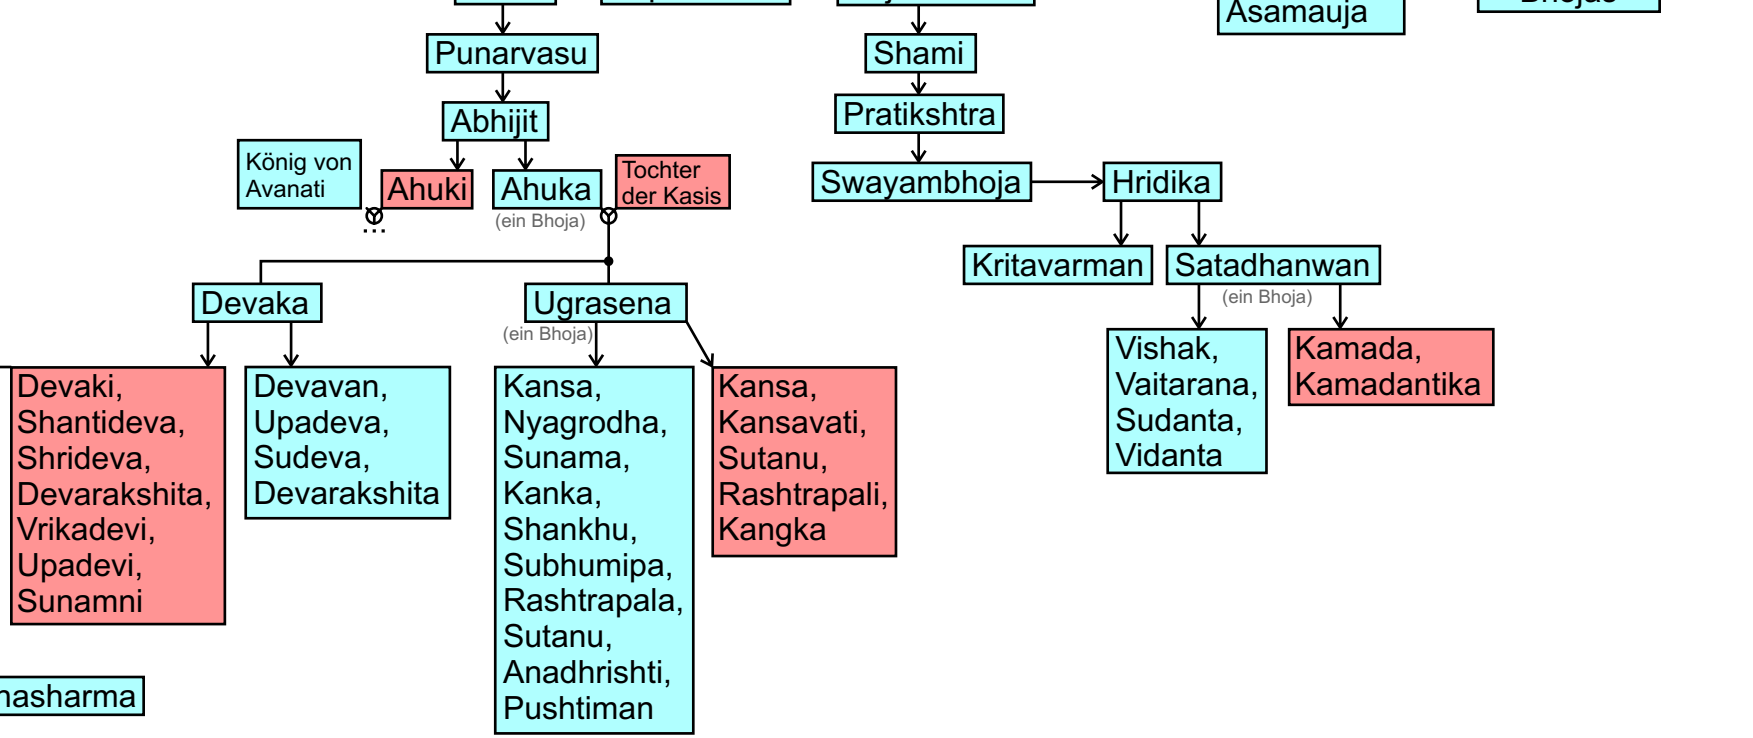 Asamauja
Punarvasu
Shami
Abhijit
Pratikshtra
König von
Avanati
Ahuki
Ahuka
(ein Bhoja)
Tochter
der Kasis
...
Swayambhoja
Hridika
Kritavarman
Satadhanwan
(ein Bhoja)
Devaka
Ugrasena
(ein Bhoja)
Vishak,
Vaitarana,
Sudanta,
Vidanta
Kamada,
Kamadantika
Devaki,
Shantideva,
Shrideva,
Devarakshita,
Vrikadevi,
Upadevi,
Sunamni
Devavan,
Upadeva,
Sudeva,
Devarakshita
Kansa,
Nyagrodha,
Sunama,
Kanka,
Shankhu,
Subhumipa,
Rashtrapala,
Sutanu,
Anadhrishti,
Pushtiman
Kansa,
Kansavati,
Sutanu,
Rashtrapali,
Kangka